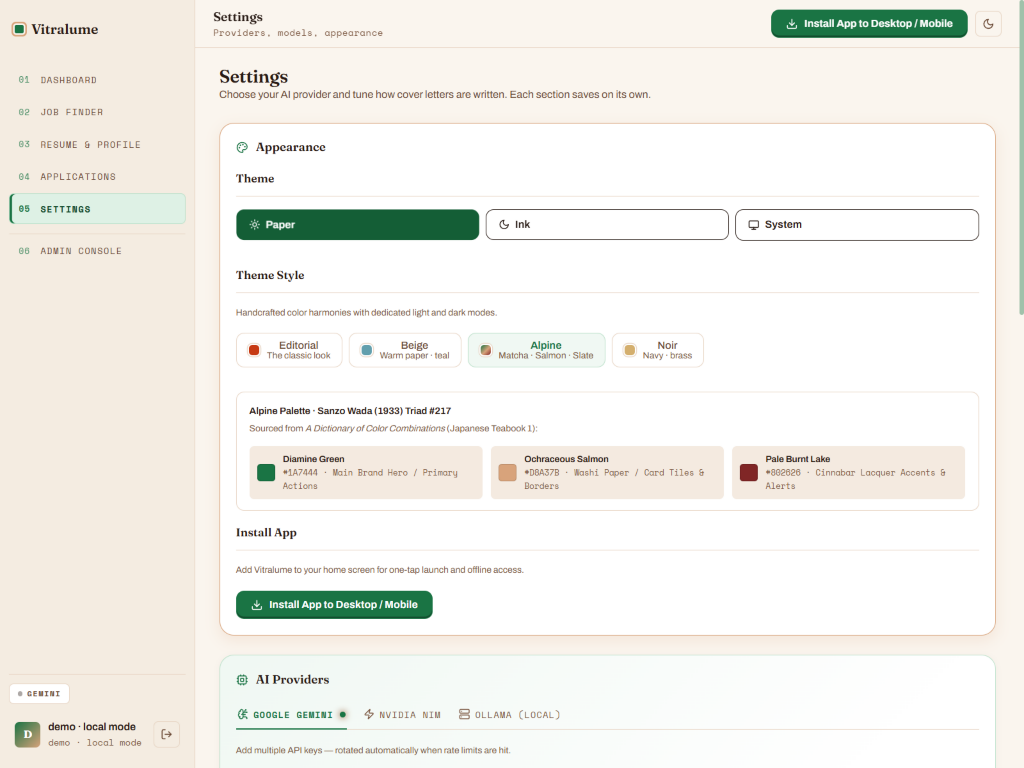 Vitralume
01 DASHBOARD
02 JOB FINDER
03 RESUME & PROFILE
04 APPLICATIONS
05 SETTINGS
06 ADMIN CONSOLE
GEMINI
D
demo · local mode
demo · local mode
Settings
Providers, models, appearance
Install App to Desktop / Mobile
Settings
Choose your AI provider and tune how cover letters are written. Each section saves on its own.
Appearance
Theme
Paper
Ink
System
Theme Style
Handcrafted color harmonies with dedicated light and dark modes.
Editorial
The classic look
Beige
Warm paper · teal
Alpine
Matcha · Salmon · Slate
Noir
Navy · brass
Alpine Palette · Sanzo Wada (1933) Triad #217
Sourced from A Dictionary of Color Combinations (Japanese Teabook 1):
Diamine Green
#1A7444 · Main Brand Hero / Primary
Actions
Ochraceous Salmon
#D8A37B · Washi Paper / Card Tiles &
Borders
Pale Burnt Lake
#802626 · Cinnabar Lacquer Accents &
Alerts
Install App
Add Vitralume to your home screen for one-tap launch and offline access.
Install App to Desktop / Mobile
AI Providers
GOOGLE GEMINI
NVIDIA NIM
OLLAMA (LOCAL)
Add multiple API keys — rotated automatically when rate limits are hit.